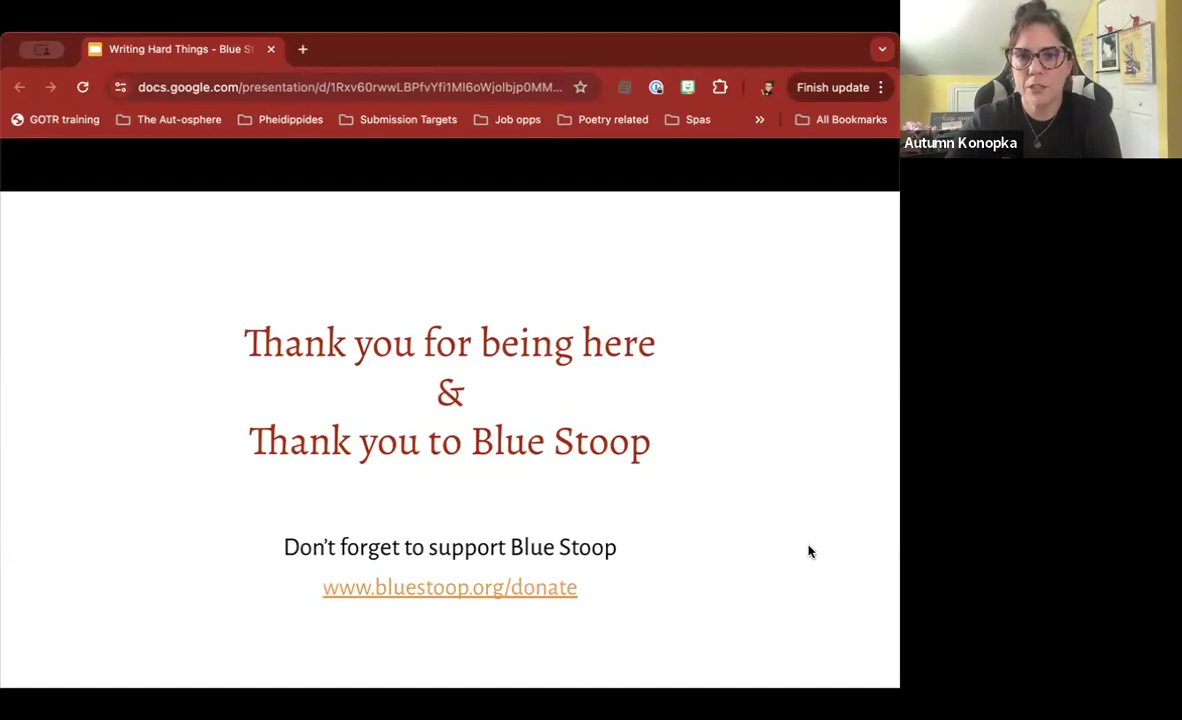 Writing Hard Things - Blue S
Finish update
docs.google.com/presentation/d/1Rxv60rwwLBPfvYfi1Ml6oWjolbjp0MM...
GOTR training
The Aut-osphere
Pheidippides
Submission Targets
Job opps
Poetry related
Spas
All Bookmarks
Autumn Konopka
Thank you for being here
&
Thank you to Blue Stoop
Don't forget to support Blue Stoop
www.bluestoop.org/donate